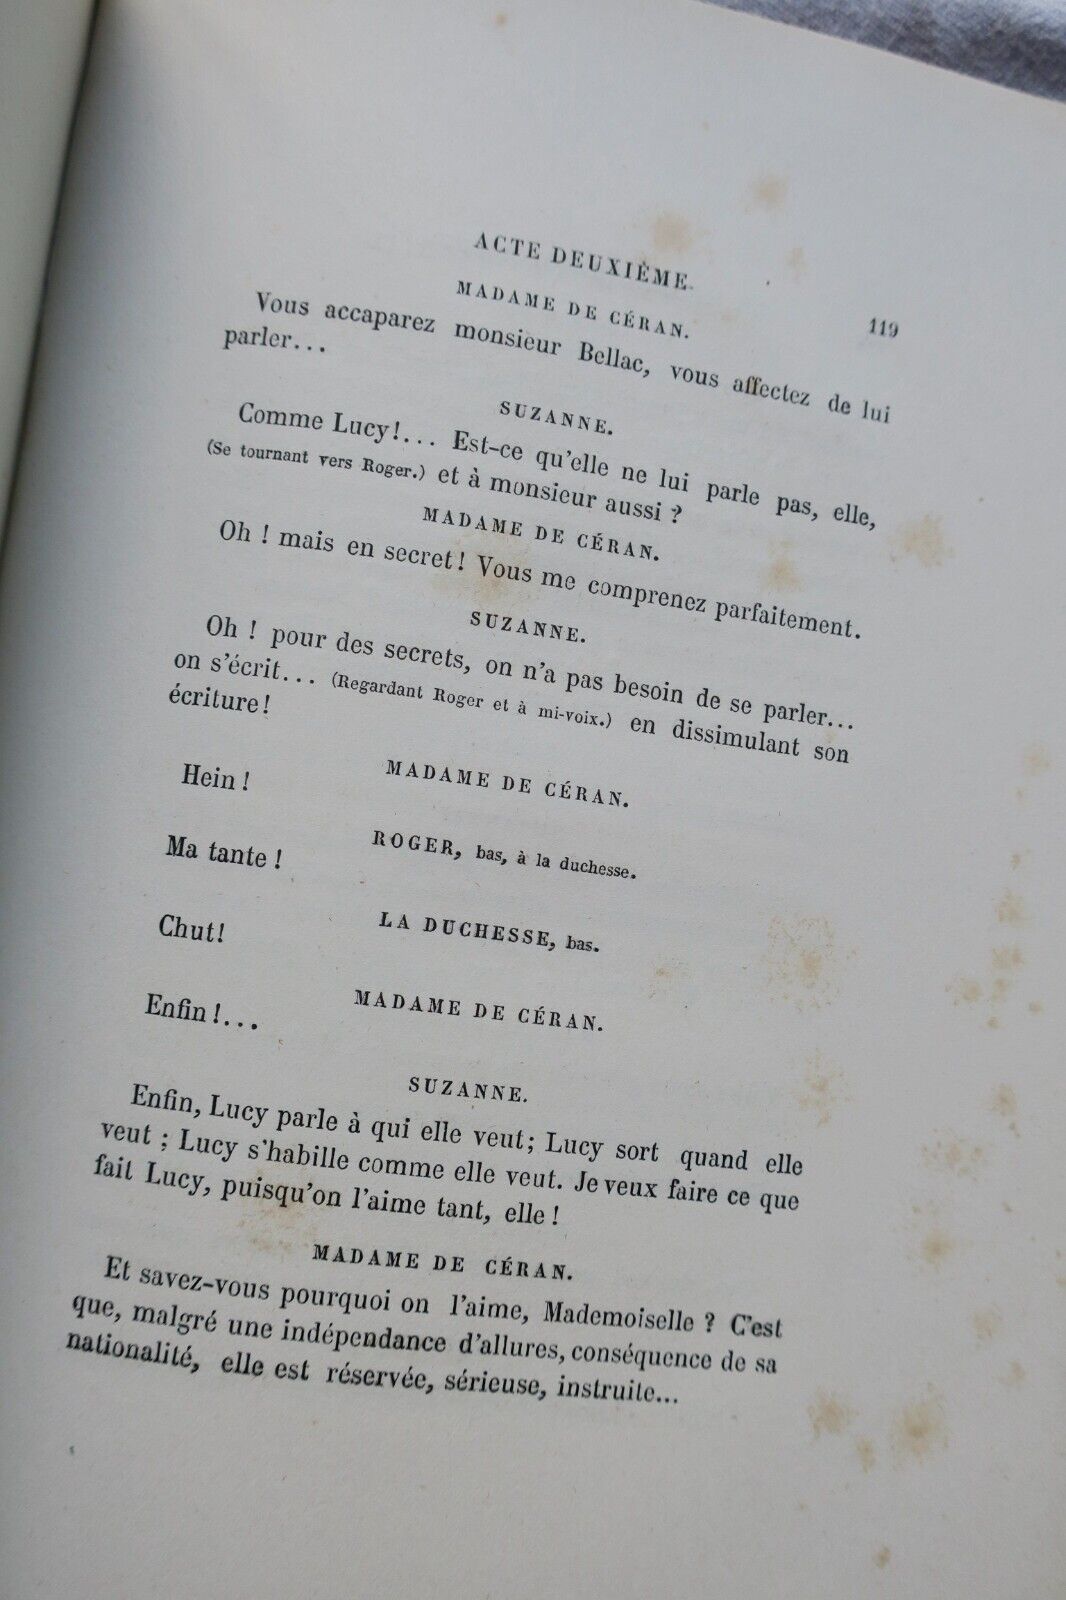 ACTE DEUXIÈME. 119
MADAME DE CÉRAN.
Vous accaparez monsieur Bellac, vous affectez de lui
parler...
SUZANNE.
Comme Lucy!... Est-ce qu'elle ne lui parle pas, elle,
(Se tournant vers Roger.) et à monsieur aussi ?
MADAME DE CÉRAN.
Oh ! mais en secret ! Vous me comprenez parfaitement.
SUZANNE.
Oh ! pour des secrets, on n'a pas besoin de se parler...
on s'écrit... (Regardant Roger et à mi-voix.) en dissimulant son
écriture !
MADAME DE CÉRAN.
Hein !
ROGER, bas, à la duchesse.
Ma tante !
LA DUCHESSE, bas.
Chut!
MADAME DE CÉRAN.
Enfin !...
SUZANNE.
Enfin, Lucy parle à qui elle veut; Lucy sort quand elle
veut ; Lucy s'habille comme elle veut. Je veux faire ce que
fait Lucy, puisqu'on l'aime tant, elle !
MADAME DE CÉRAN.
Et savez-vous pourquoi on l'aime, Mademoiselle ? C'est
que, malgré une indépendance d'allures, conséquence de sa
nationalité, elle est réservée, sérieuse, instruite...